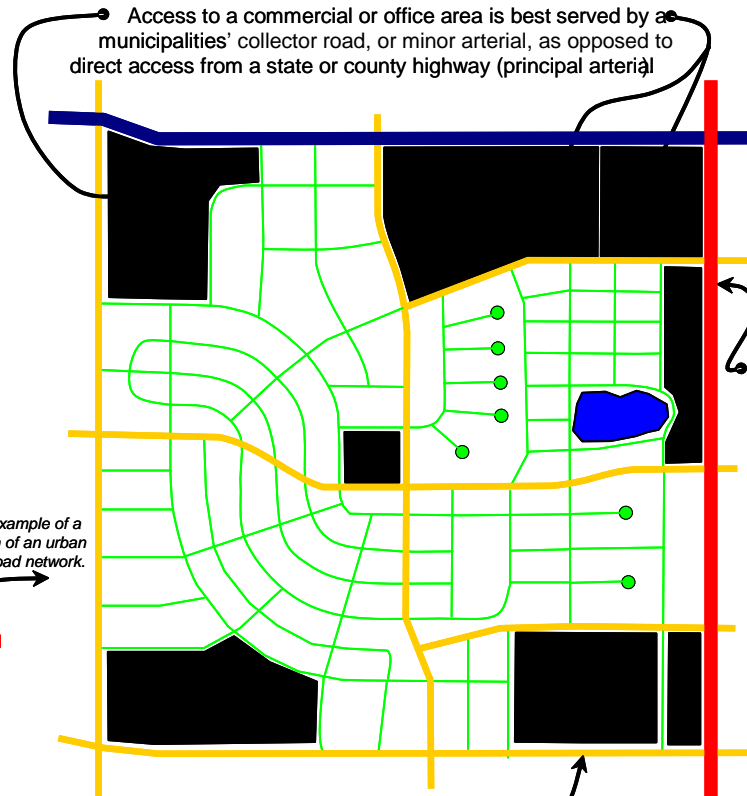 Access to a commercial or office area is best served by a
municipalities' collector road, or minor arterial, as opposed to
direct access from a state or county highway (principal arterial)
xample of a
of an urban
oad network.